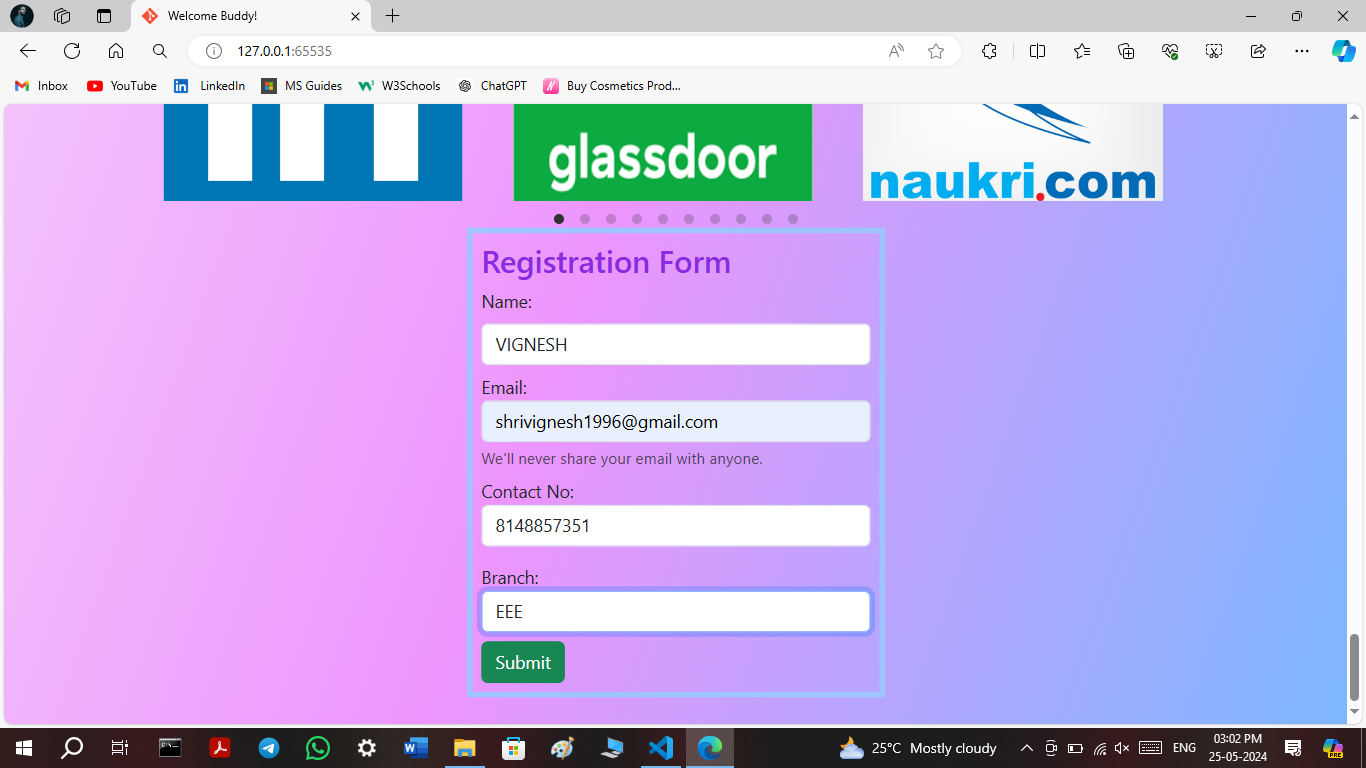 Welcome Buddy!
127.0.0.1:65535
Inbox
YouTube
LinkedIn
MS Guides
W3Schools
ChatGPT
Buy Cosmetics Prod...
glassdoor
naukri.com
Registration Form
Name:
VIGNESH
Email:
shrivignesh1996@gmail.com
We'll never share your email with anyone.
Contact No:
8148857351
Branch:
EEE
Submit
25°C Mostly cloudy
ENG
03:02 PM
25-05-2024
PRE